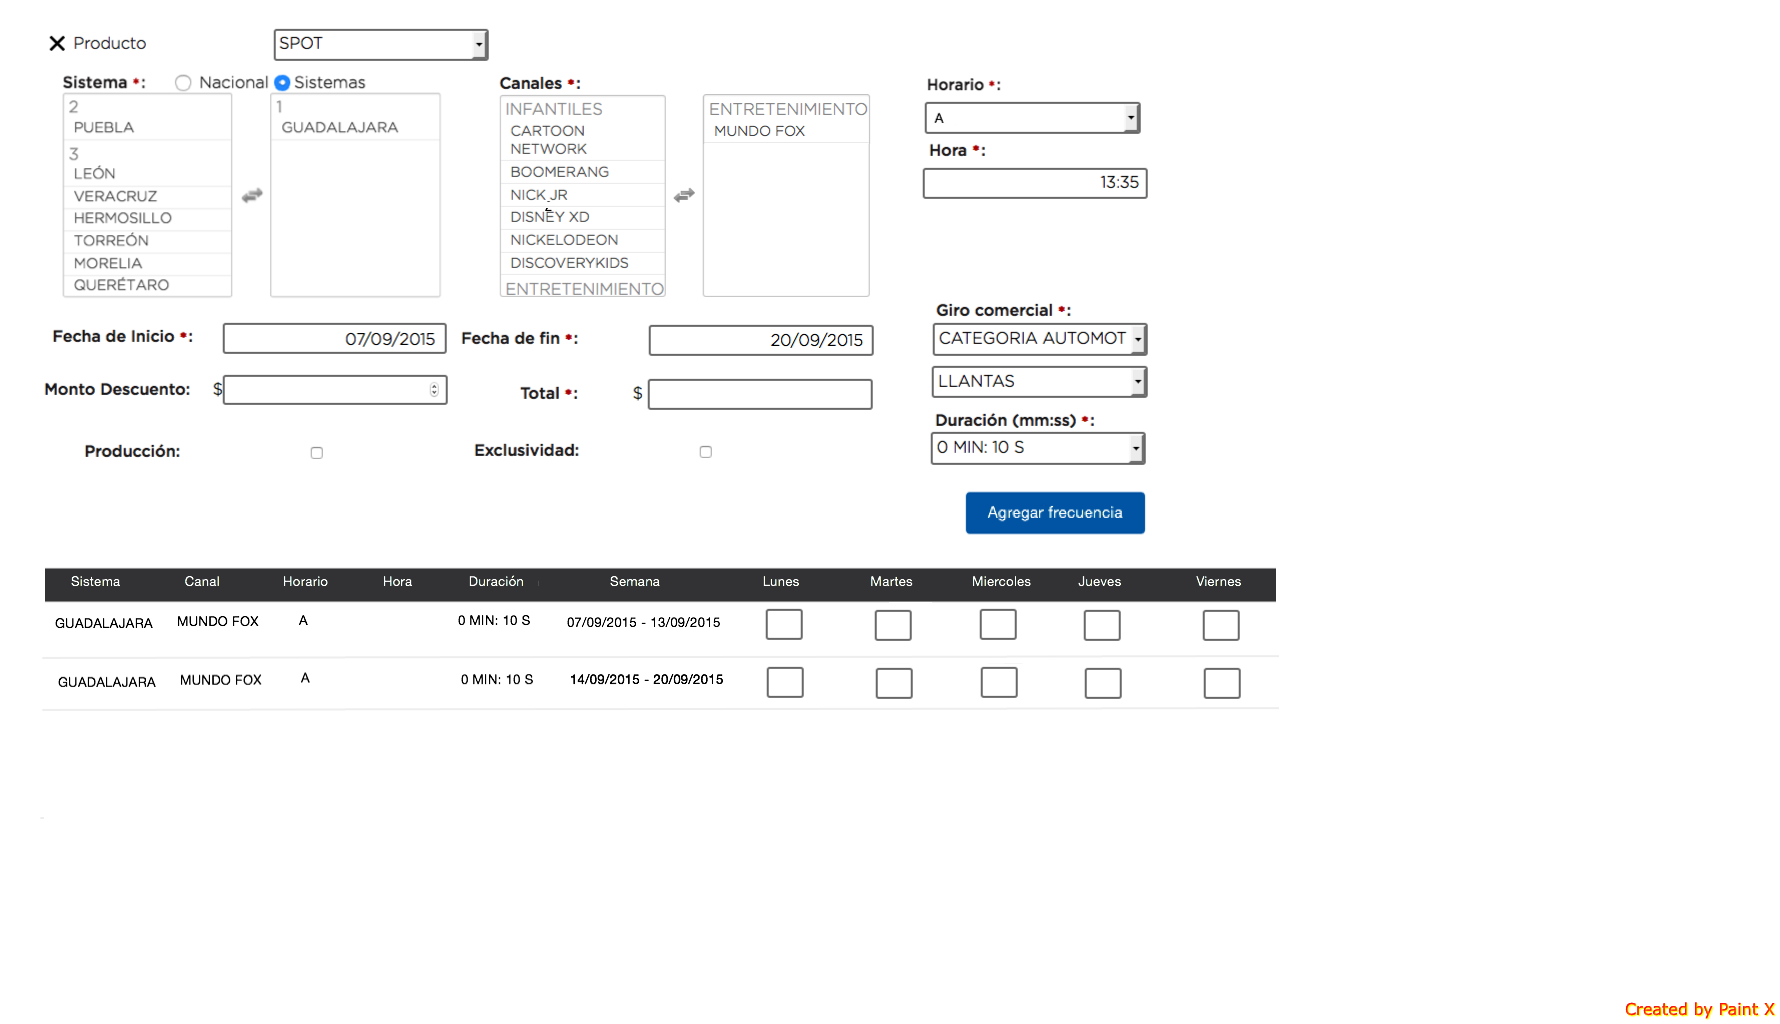 Producto
SPOT
Sistema *:
Nacional
Sistemas
2
PUEBLA
3
LEÓN
VERACRUZ
HERMOSILLO
TORREÓN
MORELIA
QUERÉTARO
1
GUADALAJARA
Canales *:
INFANTILES
CARTOON
NETWORK
BOOMERANG
NICK JR
DISNEY XD
NICKELODEON
DISCOVERYKIDS
ENTRETENIMIENTO
ENTRETENIMIENTO
MUNDO FOX
Horario *:
A
Hora *:
13:35
Fecha de Inicio *:
07/09/2015
Fecha de fin *:
20/09/2015
Monto Descuento:
$
Total *:
$
Producción:
Exclusividad:
Giro comercial *:
CATEGORIA AUTOMOT
LLANTAS
Duración (mm:ss) *:
0 MIN: 10 S
Agregar frecuencia
Sistema Canal Horario Hora Duración Semana Lunes Martes Miercoles Jueves Viernes
GUADALAJARA MUNDO FOX A 0 MIN: 10 S 07/09/2015 - 13/09/2015
GUADALAJARA MUNDO FOX A 0 MIN: 10 S 14/09/2015 - 20/09/2015
Created by Paint X